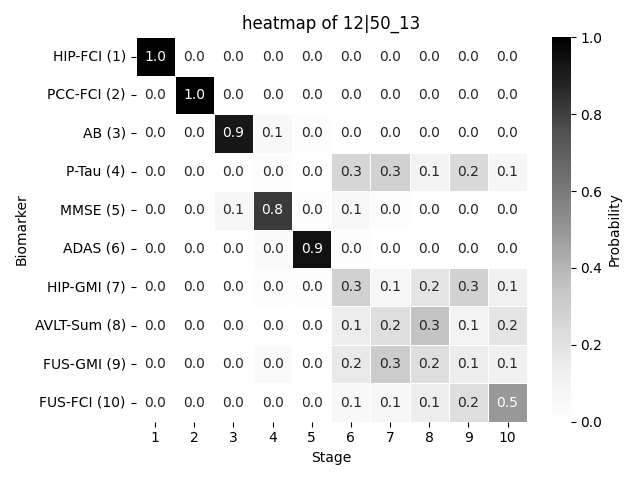 heatmap of 12|50_13
HIP-FCI (1) 1.0 0.0 0.0 0.0 0.0 0.0 0.0 0.0 0.0 0.0
PCC-FCI (2) 0.0 1.0 0.0 0.0 0.0 0.0 0.0 0.0 0.0 0.0
AB (3) 0.0 0.0 0.9 0.1 0.0 0.0 0.0 0.0 0.0 0.0
P-Tau (4) 0.0 0.0 0.0 0.0 0.0 0.3 0.3 0.1 0.2 0.1
MMSE (5) 0.0 0.0 0.1 0.8 0.0 0.1 0.0 0.0 0.0 0.0
ADAS (6) 0.0 0.0 0.0 0.0 0.9 0.0 0.0 0.0 0.0 0.0
HIP-GMI (7) 0.0 0.0 0.0 0.0 0.0 0.3 0.1 0.2 0.3 0.1
AVLT-Sum (8) 0.0 0.0 0.0 0.0 0.0 0.1 0.2 0.3 0.1 0.2
FUS-GMI (9) 0.0 0.0 0.0 0.0 0.0 0.2 0.3 0.2 0.1 0.1
FUS-FCI (10) 0.0 0.0 0.0 0.0 0.0 0.1 0.1 0.1 0.2 0.5
1 2 3 4 5 6 7 8 9 10
Stage
Biomarker
1.0
0.8
0.6
0.4
0.2
0.0
Probability